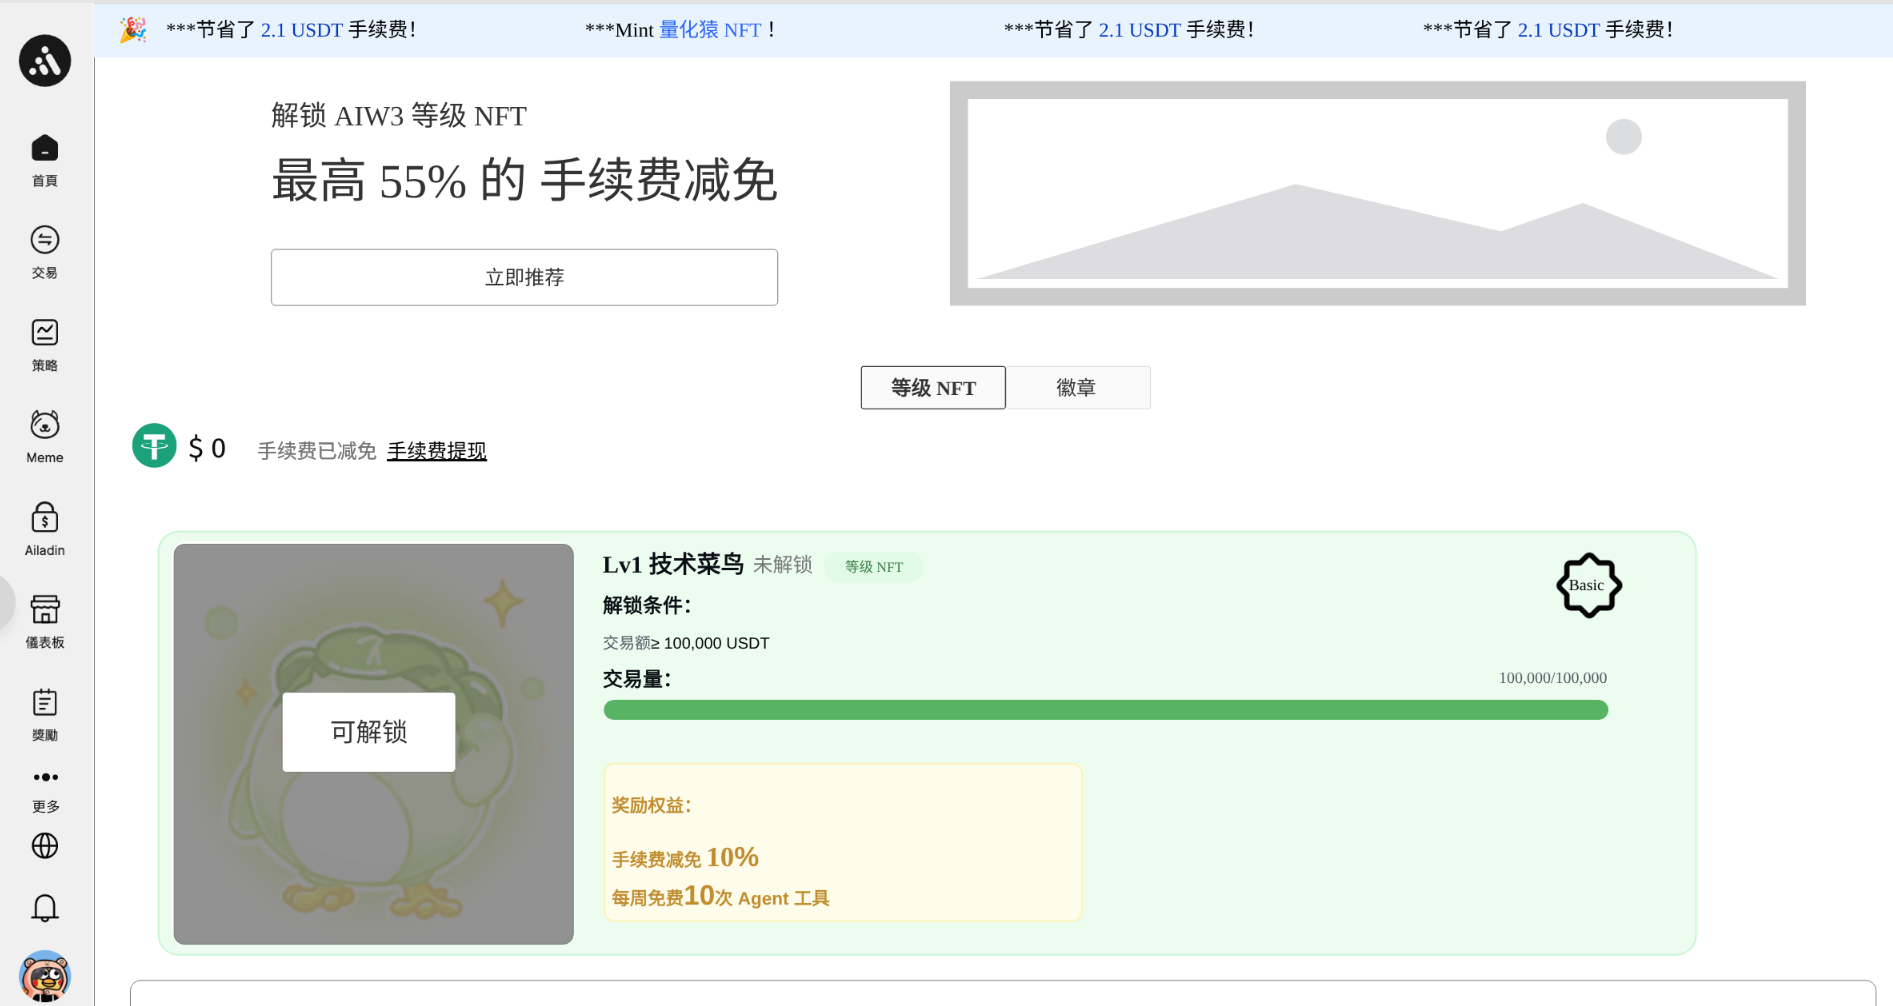 ***节省了 2.1 USDT 手续费！
***Mint 量化猿 NFT！
***节省了 2.1 USDT 手续费！
***节省了 2.1 USDT 手续费！
首頁
交易
策略
Meme
Ailadin
儀表板
獎勵
更多
解锁 AIW3 等级 NFT
最高 55% 的 手续费减免
立即推荐
等级 NFT
徽章
$ 0 手续费已减免 手续费提现
可解锁
Lv1 技术菜鸟 未解锁 等级 NFT
Basic
解锁条件：
交易额≥ 100,000 USDT
交易量：
100,000/100,000
奖励权益：
手续费减免 10%
每周免费10次 Agent 工具